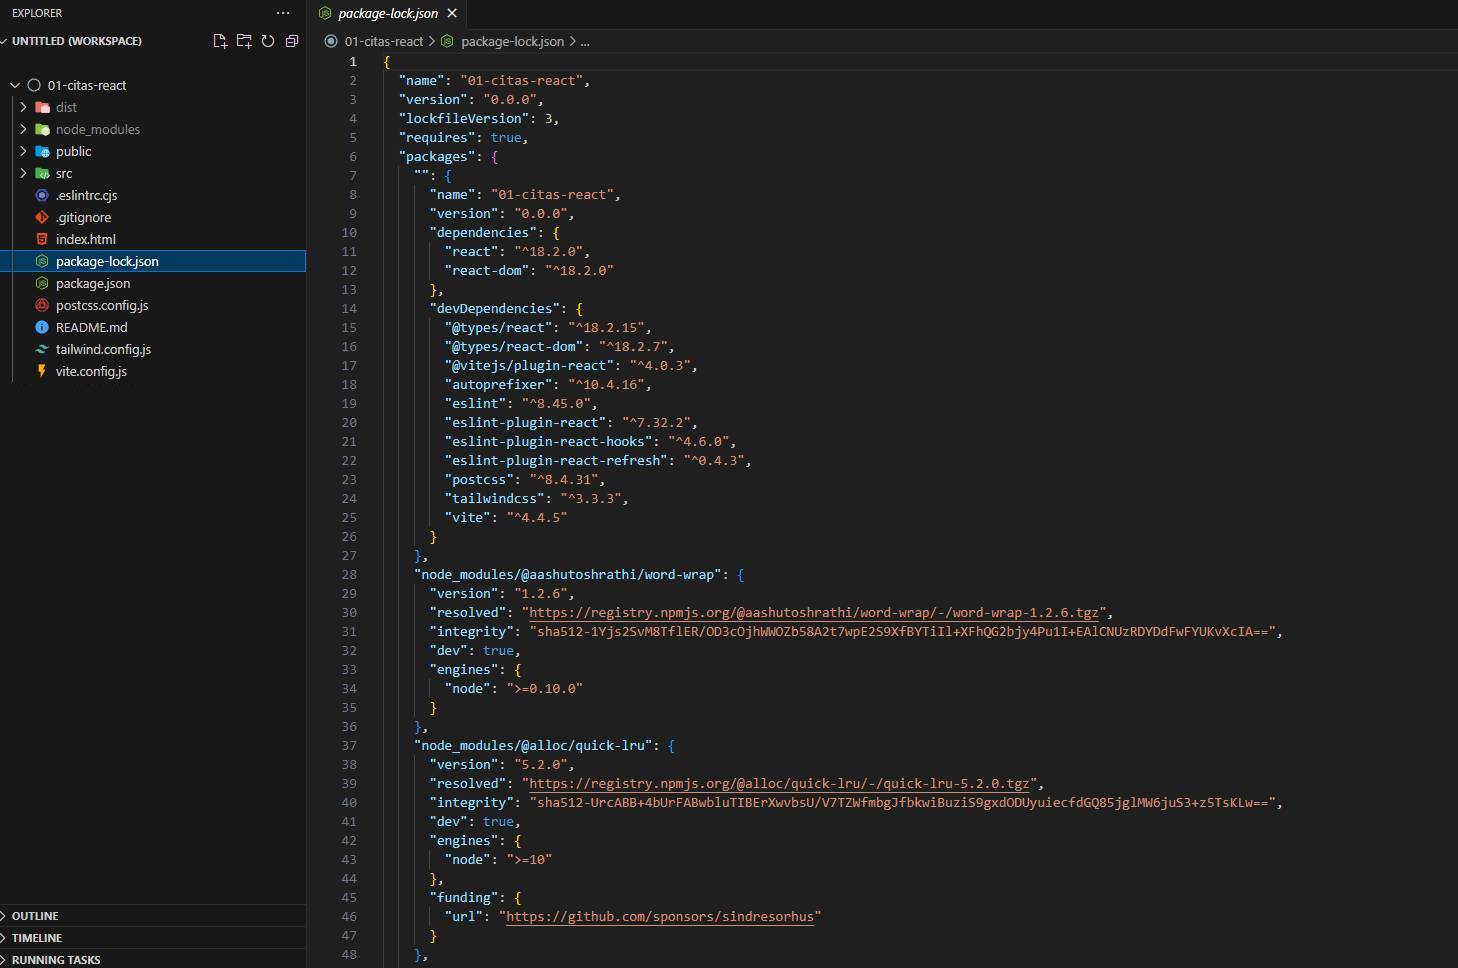 EXPLORER
UNTITLED (WORKSPACE)
01-citas-react
dist
node_modules
public
src
.eslintrc.cjs
.gitignore
index.html
package-lock.json
package.json
postcss.config.js
README.md
tailwind.config.js
vite.config.js
OUTLINE
TIMELINE
RUNNING TASKS
package-lock.json
01-citas-react > package-lock.json > ...
1 {
2 "name": "01-citas-react",
3 "version": "0.0.0",
4 "lockfileVersion": 3,
5 "requires": true,
6 "packages": {
7 "": {
8 "name": "01-citas-react",
9 "version": "0.0.0",
10 "dependencies": {
11 "react": "^18.2.0",
12 "react-dom": "^18.2.0"
13 },
14 "devDependencies": {
15 "@types/react": "^18.2.15",
16 "@types/react-dom": "^18.2.7",
17 "@vitejs/plugin-react": "^4.0.3",
18 "autoprefixer": "^10.4.16",
19 "eslint": "^8.45.0",
20 "eslint-plugin-react": "^7.32.2",
21 "eslint-plugin-react-hooks": "^4.6.0",
22 "eslint-plugin-react-refresh": "^0.4.3",
23 "postcss": "^8.4.31",
24 "tailwindcss": "^3.3.3",
25 "vite": "^4.4.5"
26 }
27 },
28 "node_modules/@aashutoshrathi/word-wrap": {
29 "version": "1.2.6",
30 "resolved": "https://registry.npmjs.org/@aashutoshrathi/word-wrap/-/word-wrap-1.2.6.tgz",
31 "integrity": "sha512-1Yjs2SvM8TflER/OD3cOjhWWOZb58A2t7wpE2S9XfBYTiIl+XFhQG2bjy4Pu1I+EAlCNUzRDYDdFwFYUKvXcIA==",
32 "dev": true,
33 "engines": {
34 "node": ">=0.10.0"
35 }
36 },
37 "node_modules/@alloc/quick-lru": {
38 "version": "5.2.0",
39 "resolved": "https://registry.npmjs.org/@alloc/quick-lru/-/quick-lru-5.2.0.tgz",
40 "integrity": "sha512-UrcABB+4bUrFABwbluTIBErXwvbsU/V7TZWfmbgJfbkwiBuziS9gxdODUyuiecfdGQ85jglMW6juS3+z5TsKLw==",
41 "dev": true,
42 "engines": {
43 "node": ">=10"
44 },
45 "funding": {
46 "url": "https://github.com/sponsors/sindresorhus"
47 }
48 },